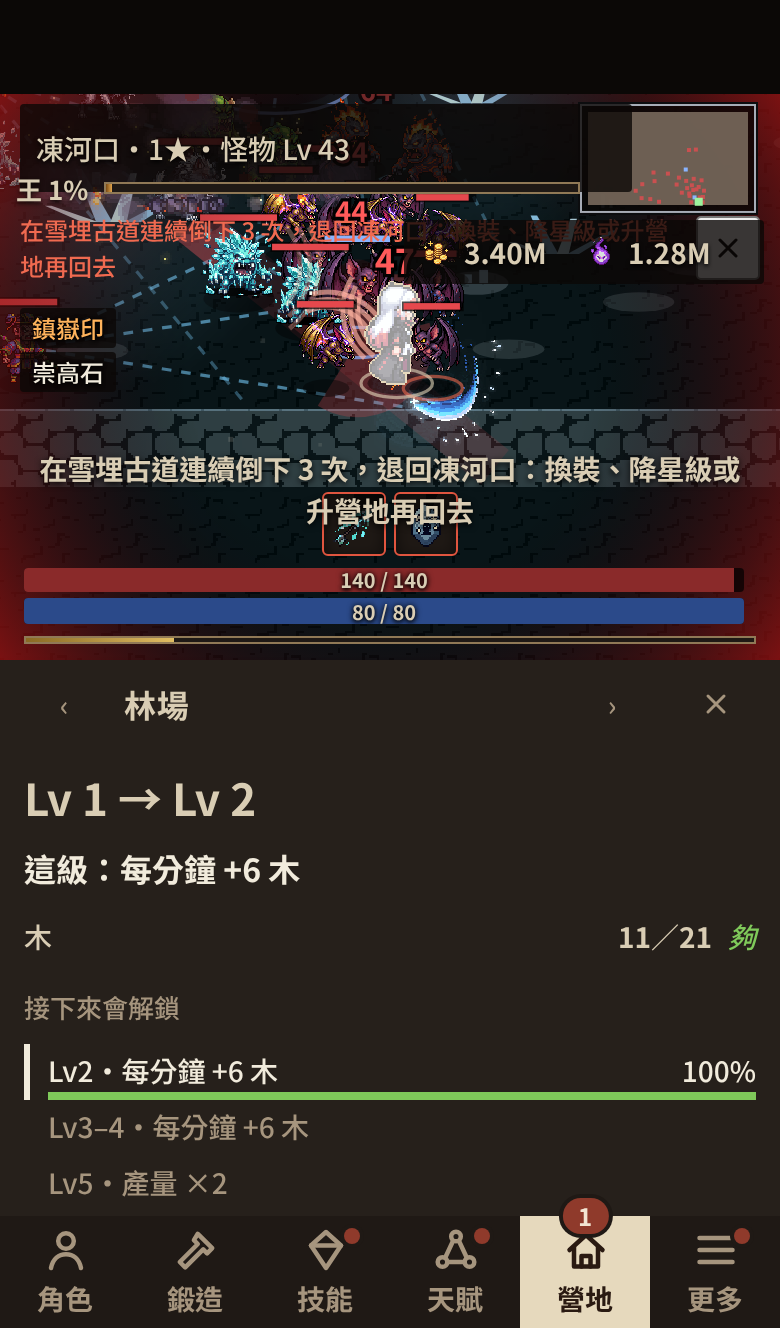 凍河口・1★・怪物 Lv 43
王 1%
44
在雪埋古道連續倒下 3 次，退回凍河口：換裝、降星級或升營
地再回去
47
3.40M
1.28M
鎮嶽印
崇高石
在雪埋古道連續倒下 3 次，退回凍河口：換裝、降星級或
升營地再回去
140 / 140
80 / 80
林場
Lv 1 → Lv 2
這級：每分鐘 +6 木
木 11／21 夠
接下來會解鎖
Lv2・每分鐘 +6 木 100%
Lv3–4・每分鐘 +6 木
Lv5・產量 ×2
1
角色 鍛造 技能 天賦 營地 更多